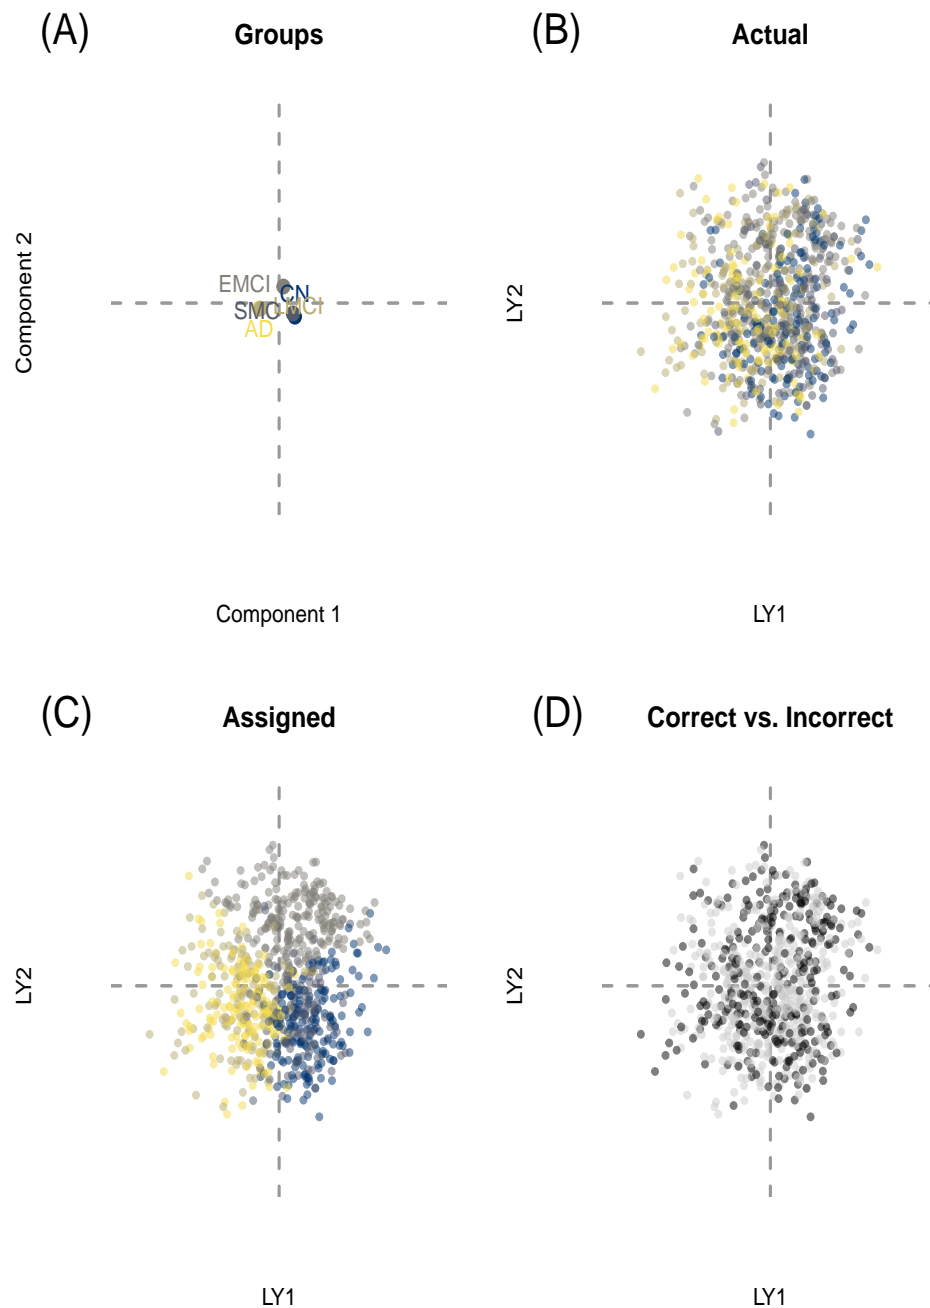 (A)
Groups
Component 2
EMCI
CN
SMC
LMCI
AD
Component 1
(B)
Actual
LY2
LY1
(C)
Assigned
LY2
LY1
(D)
Correct vs. Incorrect
LY2
LY1